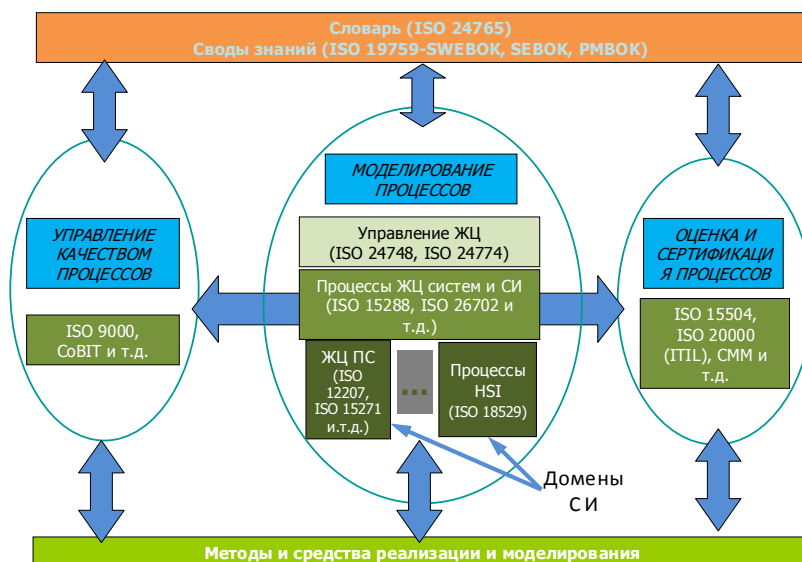 Словарь (ISO 24765)
Своды знаний (ISO 19759-SWEBOK, SEBOK, PMBOK)
МОДЕЛИРОВАНИЕ
ПРОЦЕССОВ
УПРАВЛЕНИЕ
КАЧЕСТВОМ
ПРОЦЕССОВ
ISO 9000,
CoBIT и т.д.
Управление ЖЦ
(ISO 24748, ISO 24774)
Процессы ЖЦ систем и СИ
(ISO 15288, ISO 26702 и
т.д.)
ЖЦ ПС
(ISO
12207,
ISO 15271
и.т.д.)
...
Процессы
HSI
(ISO 18529)
ОЦЕНКА И
СЕРТИФИКАЦИ
Я ПРОЦЕССОВ
ISO 15504,
ISO 20000
(ITIL), CMM и
т.д.
Домены
СИ
Методы и средства реализации и моделирования